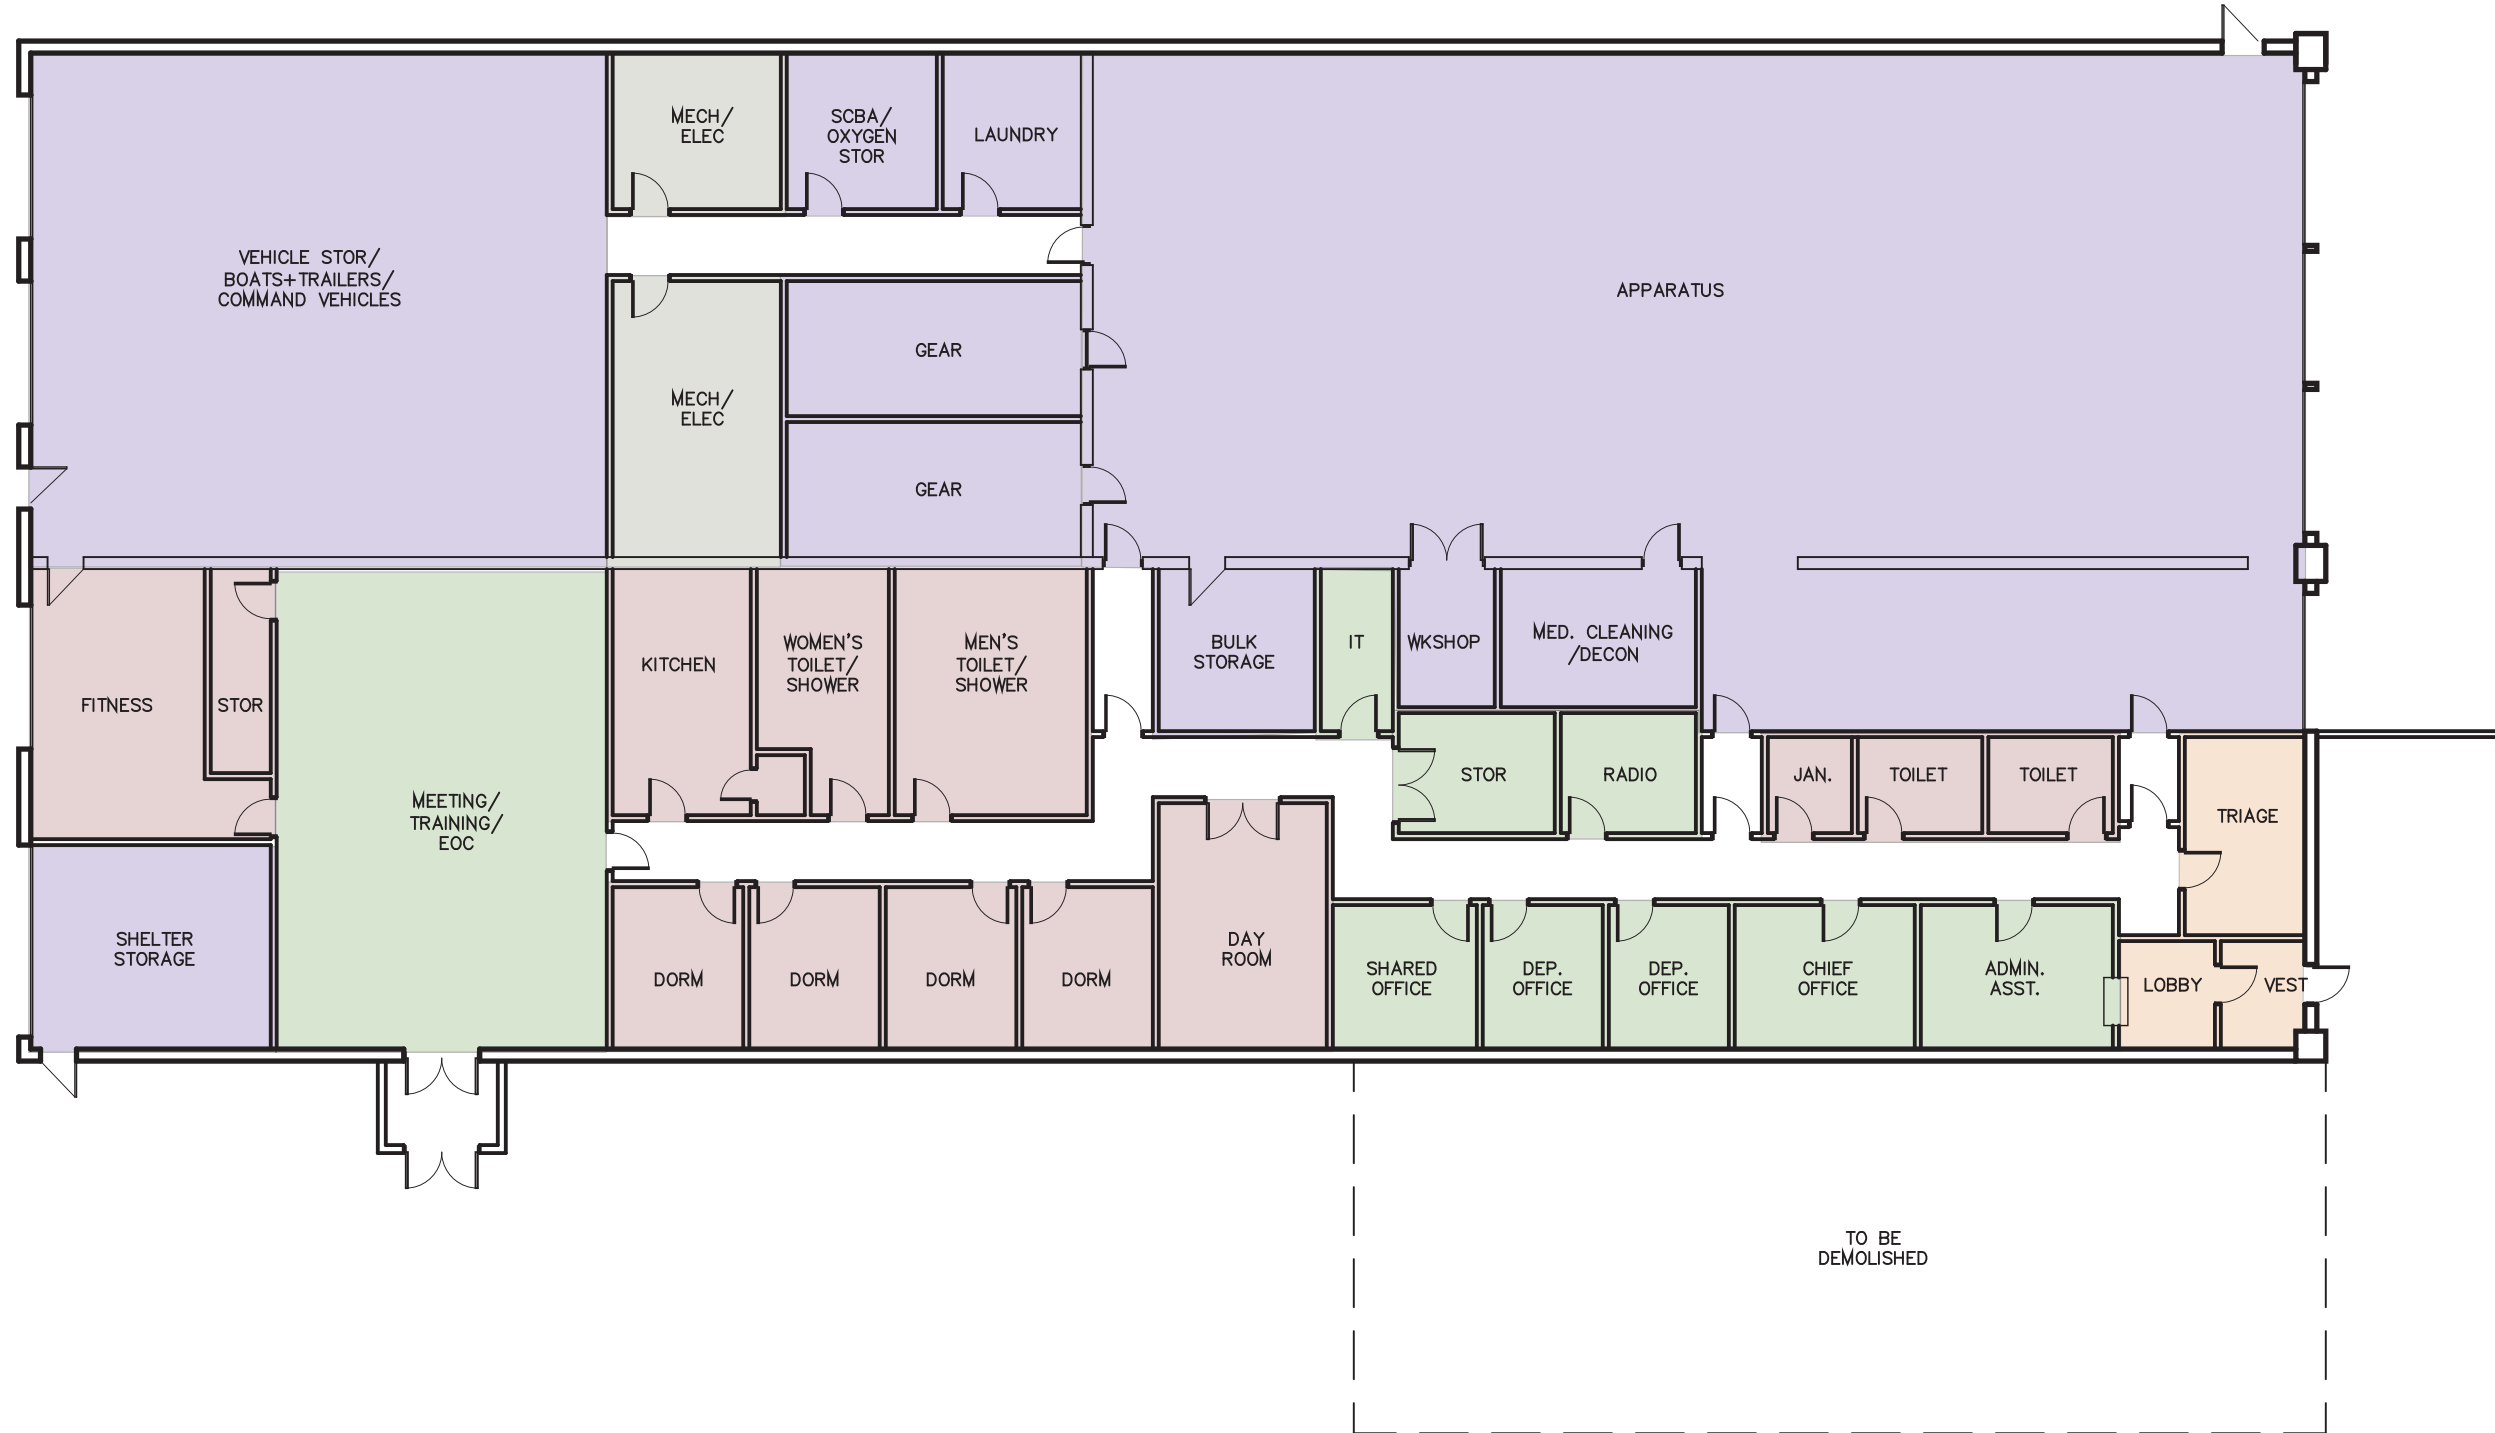 MECH/
ELEC
SCBA/
OXYGEN
STOR
LAUNDRY
VEHICLE STOR/
BOATS+TRAILERS/
COMMAND VEHICLES
APPARATUS
GEAR
MECH/
ELEC
GEAR
FITNESS
STOR
MEETING/
TRAINING/
EOC
KITCHEN
WOMEN'S
TOILET/
SHOWER
MEN'S
TOILET/
SHOWER
BULK
STORAGE
IT
WKSHOP
MED. CLEANING
/DECON
STOR
RADIO
JAN.
TOILET
TOILET
TRIAGE
SHELTER
STORAGE
DORM
DORM
DORM
DORM
DAY
ROOM
SHARED
OFFICE
DEP.
OFFICE
DEP.
OFFICE
CHIEF
OFFICE
ADMIN.
ASST.
LOBBY
VEST
TO BE
DEMOLISHED